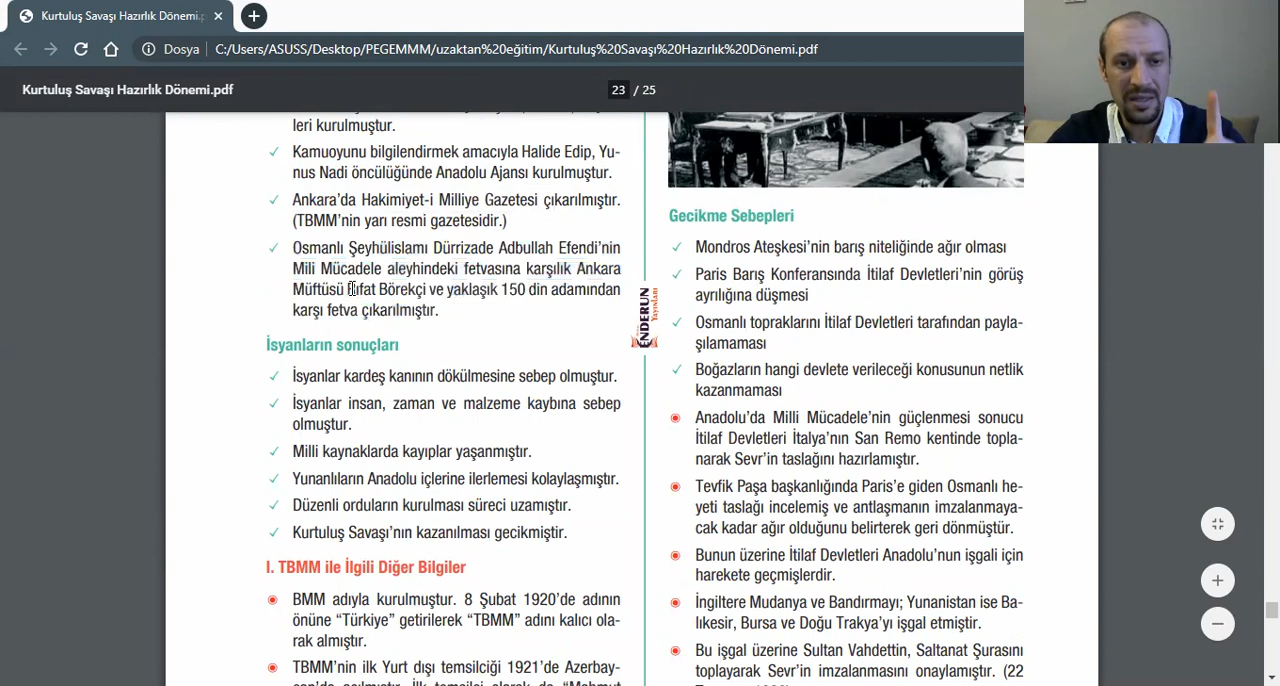 Kurtuluş Savaşı Hazırlık Dönemi.p
Dosya
C:/Users/ASUSS/Desktop/PEGEMMM/uzaktan%20eğitim/Kurtuluş%20Savaşı%20Hazırlık%20Dönemi.pdf
Kurtuluş Savaşı Hazırlık Dönemi.pdf
23 / 25
leri kurulmuştur.
✓ Kamuoyunu bilgilendirmek amacıyla Halide Edip, Yu-
nus Nadi öncülüğünde Anadolu Ajansı kurulmuştur.
✓ Ankara'da Hakimiyet-i Milliye Gazetesi çıkarılmıştır.
(TBMM'nin yarı resmi gazetesidir.)
✓ Osmanlı Şeyhülislamı Dürrizade Adbullah Efendi'nin
Mili Mücadele aleyhindeki fetvasına karşılık Ankara
Müftüsü Rıfat Börekçi ve yaklaşık 150 din adamından
karşı fetva çıkarılmıştır.
İsyanların sonuçları
✓ İsyanlar kardeş kanının dökülmesine sebep olmuştur.
✓ İsyanlar insan, zaman ve malzeme kaybına sebep
olmuştur.
✓ Milli kaynaklarda kayıplar yaşanmıştır.
✓ Yunanlıların Anadolu içlerine ilerlemesi kolaylaşmıştır.
✓ Düzenli orduların kurulması süreci uzamıştır.
✓ Kurtuluş Savaşı'nın kazanılması gecikmiştir.
I. TBMM ile İlgili Diğer Bilgiler
BMM adıyla kurulmuştur. 8 Şubat 1920'de adının
önüne "Türkiye" getirilerek "TBMM" adını kalıcı ola-
rak almıştır.
TBMM'nin ilk Yurt dışı temsilciği 1921'de Azerbay-
can'da açılmıştır. İlk temsilci olarak da "Mahmut
ENDERUN
Yayınları
Gecikme Sebepleri
✓ Mondros Ateşkesi'nin barış niteliğinde ağır olması
✓ Paris Barış Konferansında İtilaf Devletleri'nin görüş
ayrılığına düşmesi
✓ Osmanlı topraklarını İtilaf Devletleri tarafından payla-
şılamaması
✓ Boğazların hangi devlete verileceği konusunun netlik
kazanmaması
Anadolu'da Milli Mücadele'nin güçlenmesi sonucu
İtilaf Devletleri İtalya'nın San Remo kentinde topla-
narak Sevr'in taslağını hazırlamıştır.
Tevfik Paşa başkanlığında Paris'e giden Osmanlı he-
yeti taslağı incelemiş ve antlaşmanın imzalanmaya-
cak kadar ağır olduğunu belirterek geri dönmüştür.
Bunun üzerine İtilaf Devletleri Anadolu'nun işgali için
harekete geçmişlerdir.
İngiltere Mudanya ve Bandırmayı; Yunanistan ise Ba-
lıkesir, Bursa ve Doğu Trakya'yı işgal etmiştir.
Bu işgal üzerine Sultan Vahdettin, Saltanat Şurasını
toplayarak Sevr'in imzalanmasını onaylamıştır. (22